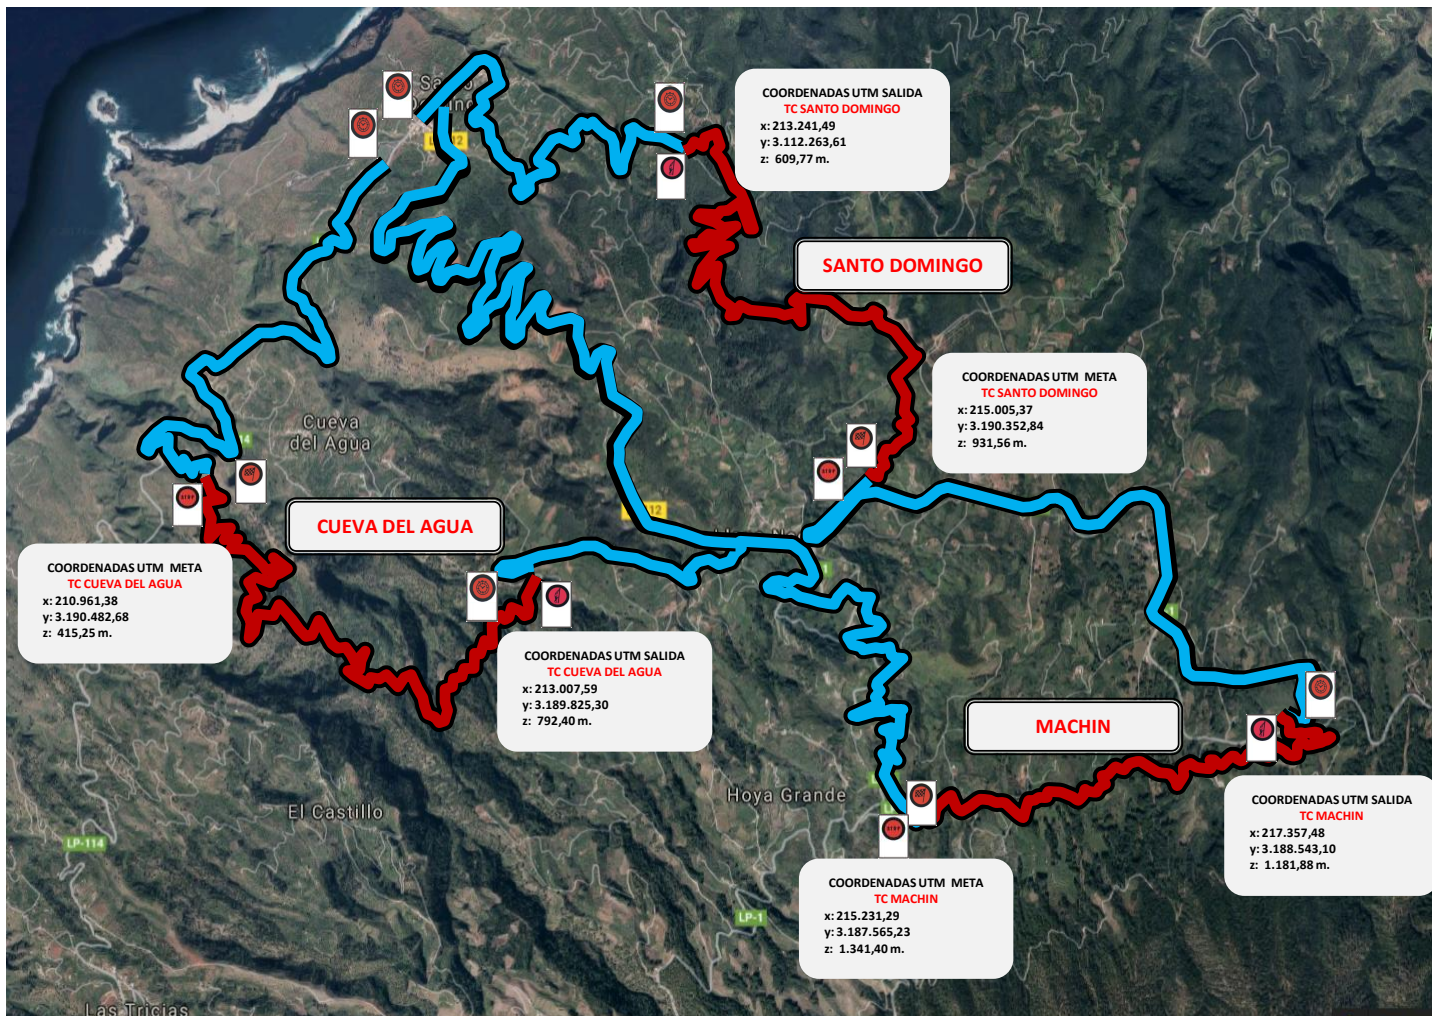 COORDENADAS UTM SALIDA
TC SANTO DOMINGO
x: 213.241,49
y: 3.112.263,61
z: 609,77 m.
SANTO DOMINGO
COORDENADAS UTM META
TC SANTO DOMINGO
x: 215.005,37
y: 3.190.352,84
z: 931,56 m.
Cueva
del Agua
STOP
STOP
CUEVA DEL AGUA
COORDENADAS UTM META
TC CUEVA DEL AGUA
x: 210.961,38
y: 3.190.482,68
z: 415,25 m.
COORDENADAS UTM SALIDA
TC CUEVA DEL AGUA
x: 213.007,59
y: 3.189.825,30
z: 792,40 m.
MACHIN
Hoya Grande
El Castillo
STOP
LP-114
COORDENADAS UTM SALIDA
TC MACHIN
x: 217.357,48
y: 3.188.543,10
z: 1.181,88 m.
COORDENADAS UTM META
TC MACHIN
x: 215.231,29
y: 3.187.565,23
z: 1.341,40 m.
LP-1
Las Tricias